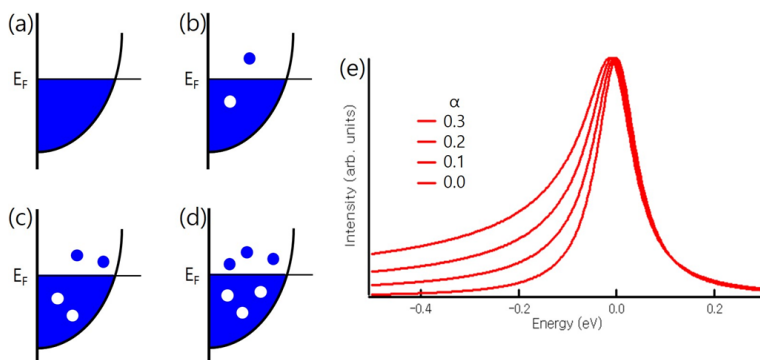 (a)
E_F
(b)
E_F
(c)
E_F
(d)
E_F
(e)
Intensity (arb. units)
α
0.3
0.2
0.1
0.0
−0.4 −0.2 0.0 0.2
Energy (eV)